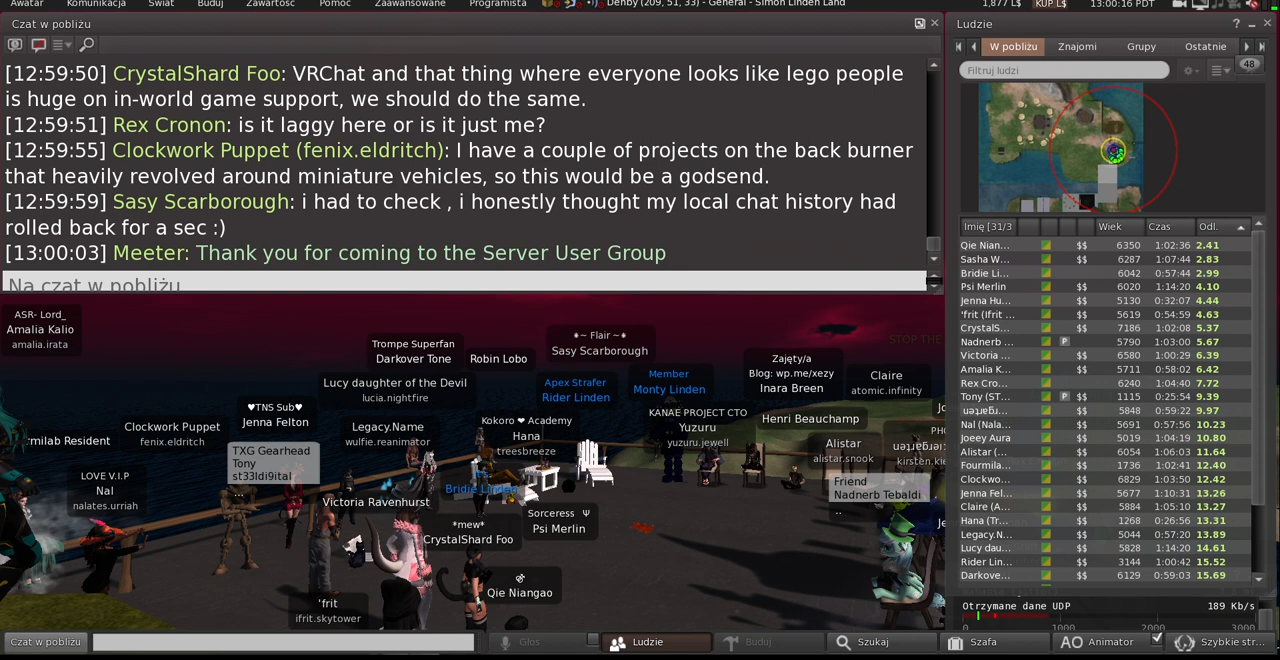 Awatar Komunikacja Świat Buduj Zawartość Pomoc Zaawansowane Programista Denby (209, 51, 33) - General - Simon Linden Land 1,877 L$ KUP L$ 13:00:16 PDT
Czat w pobliżu
[12:59:50] CrystalShard Foo: VRChat and that thing where everyone looks like lego people
is huge on in-world game support, we should do the same.
[12:59:51] Rex Cronon: is it laggy here or is it just me?
[12:59:55] Clockwork Puppet (fenix.eldritch): I have a couple of projects on the back burner
that heavily revolved around miniature vehicles, so this would be a godsend.
[12:59:59] Sasy Scarborough: i had to check , i honestly thought my local chat history had
rolled back for a sec :)
[13:00:03] Meeter: Thank you for coming to the Server User Group
Na czat w pobliżu
ASR- Lord_
Amalia Kalio
amalia.irata
Trompe Superfan
Darkover Tone
Robin Lobo
*~ Flair ~*
Sasy Scarborough
STOP THE
Lucy daughter of the Devil
lucia.nightfire
Apex Strafer
Rider Linden
Member
Monty Linden
Zajęty/a
Blog: wp.me/xezy
Inara Breen
Claire
atomic.infinity
♥TNS Sub♥
Jenna Felton
Clockwork Puppet
fenix.eldritch
rmilab Resident
Legacy.Name
wulfie.reanimator
Kokoro ❤ Academy
Hana
treesbreeze
KANAE PROJECT CTO
Yuzuru
yuzuru.jewell
Henri Beauchamp
Jo
PHO
Alistar
alistar.snook
kirsten.kie
TXG Gearhead
Tony
st33ldi9ital
LOVE V.I.P
Nal
nalates.urriah
Bridie Linden
Victoria Ravenhurst
Friend
Nadnerb Tebaldi
..
Sorceress Ψ
Psi Merlin
*mew*
CrystalShard Foo
Je
Qie Niangao
'frit
ifrit.skytower
Ludzie ?
W pobliżu Znajomi Grupy Ostatnie
Filtruj ludzi 48
Imię [31/3 Wiek Czas Odl.
Qie Nian... $$ 6350 1:02:36 2.41
Sasha W... $$ 6287 1:07:44 2.83
Bridie Li... 6042 0:57:44 2.99
Psi Merlin $$ 6020 1:14:20 4.10
Jenna Hu... $$ 5130 0:32:07 4.44
'frit (Ifrit ... $$ 5619 0:54:59 4.63
CrystalS... $$ 7186 1:02:08 5.37
Nadnerb ... P 5790 1:03:00 5.67
Victoria ... $$ 6580 1:00:29 6.39
Amalia K... $$ 5711 0:58:02 6.42
Rex Cro... 6240 1:04:40 7.72
Tony (ST... P $$ 1115 0:25:54 9.39
$$ 5848 0:59:22 9.97
Nal (Nala... $$ 5691 0:57:56 10.23
Joeey Aura $$ 5019 1:04:19 10.80
Alistar (... $$ 6054 1:06:03 11.64
Fourmila... $$ 1736 1:02:41 12.40
Clockwo... $$ 6829 1:03:50 12.42
Jenna Fel... $$ 5677 1:10:31 13.26
Claire (A... $$ 5884 1:05:10 13.27
Hana (Tr... $$ 1268 0:26:56 13.31
Legacy.N... $$ 5044 0:57:20 13.89
Lucy dau... $$ 5828 1:14:20 14.61
Rider Lin... $$ 3144 1:00:42 15.52
Darkove... $$ 6129 0:59:03 15.69
Otrzymane dane UDP 189 Kb/s
0 1000 2000 3000
Czat w pobliżu Głos Ludzie Buduj Szukaj Szafa AO Animator Szybkie str...